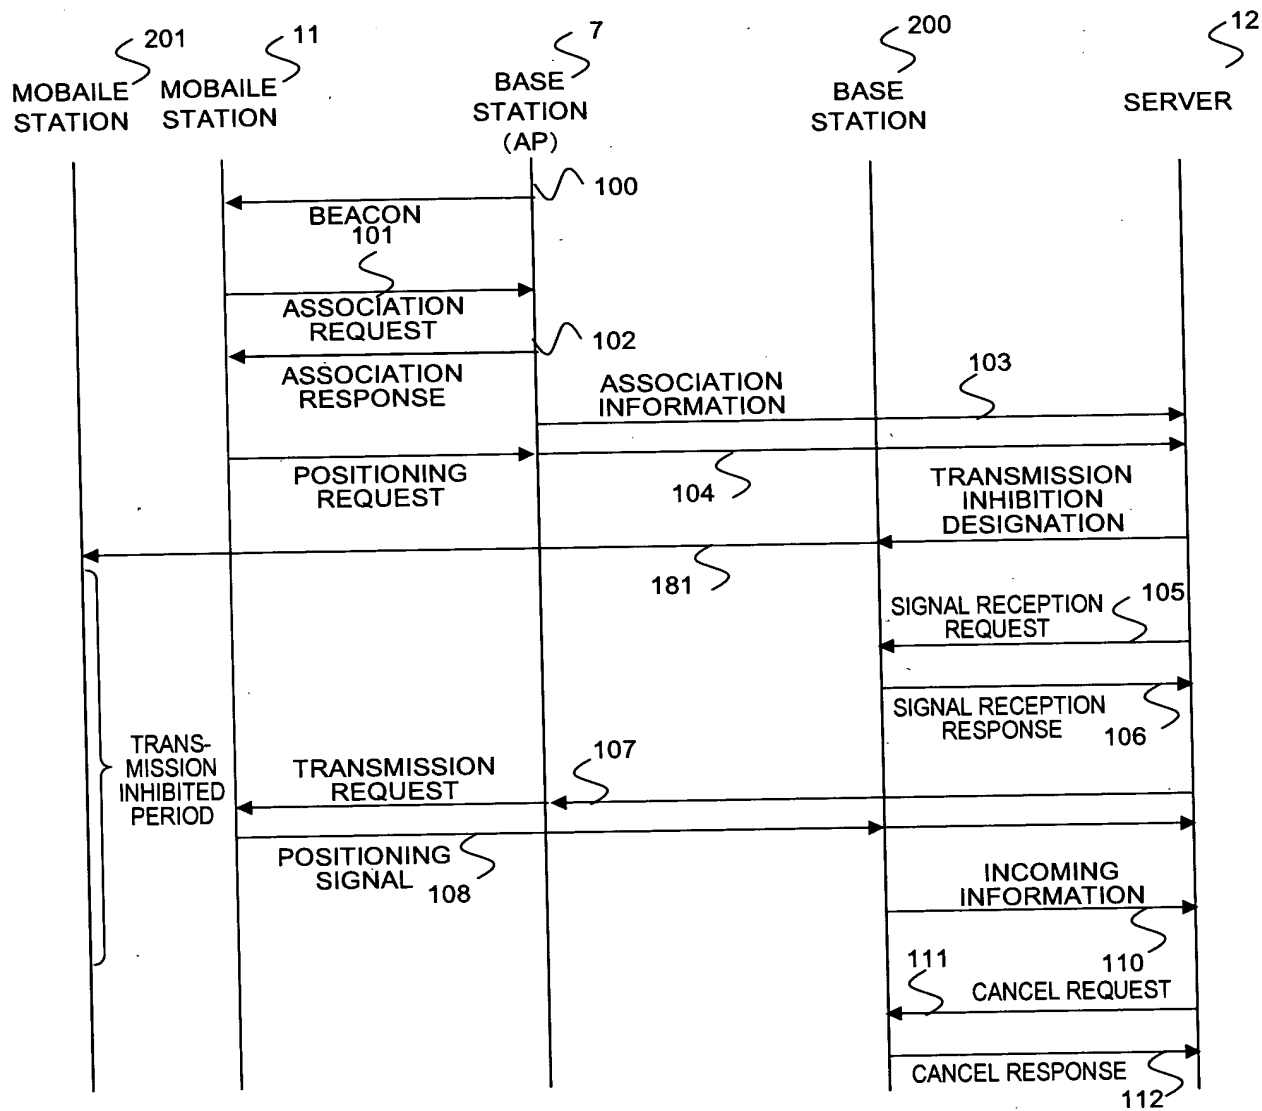 201
11
7
200
12
MOBAILE
STATION
MOBAILE
STATION
BASE
STATION
(AP)
BASE
STATION
SERVER
100
BEACON
101
ASSOCIATION
REQUEST
102
ASSOCIATION
RESPONSE
ASSOCIATION
INFORMATION
103
POSITIONING
REQUEST
104
TRANSMISSION
INHIBITION
DESIGNATION
181
SIGNAL RECEPTION
REQUEST
105
SIGNAL RECEPTION
RESPONSE
106
TRANS-
MISSION
INHIBITED
PERIOD
TRANSMISSION
REQUEST
107
POSITIONING
SIGNAL
108
INCOMING
INFORMATION
110
111
CANCEL REQUEST
CANCEL RESPONSE
112